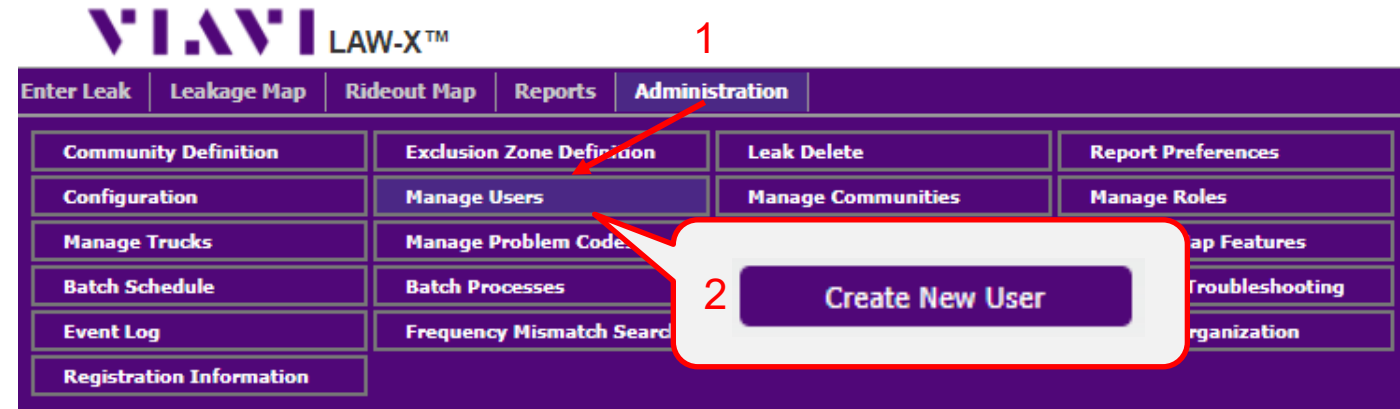 VIAVI LAW-X™
1
Enter Leak Leakage Map Rideout Map Reports Administration
Community Definition Exclusion Zone Definition Leak Delete Report Preferences
Configuration Manage Users Manage Communities Manage Roles
Manage Trucks Manage Problem Codes ap Features
Batch Schedule Batch Processes Troubleshooting
2 Create New User
Event Log Frequency Mismatch Search rganization
Registration Information